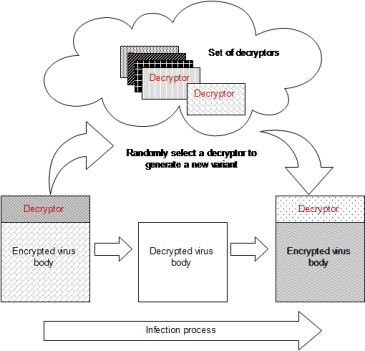 Set of decryptors
Decryptor
Decryptor
Randomly select a decryptor to
generate a new variant
Decryptor
Encrypted virus
body
Decrypted virus
body
Decryptor
Encrypted virus
body
Infection process